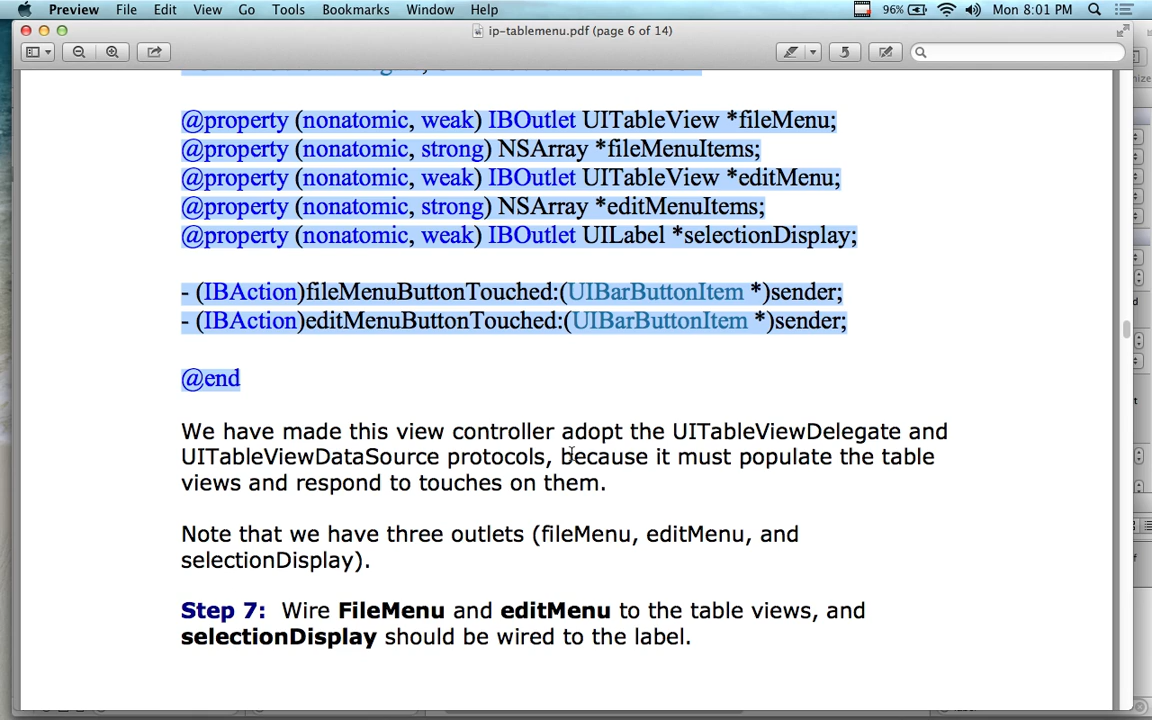 Preview File Edit View Go Tools Bookmarks Window Help 96% Mon 8:01 PM
ip-tablemenu.pdf (page 6 of 14)
@property (nonatomic, weak) IBOutlet UITableView *fileMenu;
@property (nonatomic, strong) NSArray *fileMenuItems;
@property (nonatomic, weak) IBOutlet UITableView *editMenu;
@property (nonatomic, strong) NSArray *editMenuItems;
@property (nonatomic, weak) IBOutlet UILabel *selectionDisplay;
- (IBAction)fileMenuButtonTouched:(UIBarButtonItem *)sender;
- (IBAction)editMenuButtonTouched:(UIBarButtonItem *)sender;
@end
We have made this view controller adopt the UITableViewDelegate and
UITableViewDataSource protocols, because it must populate the table
views and respond to touches on them.
Note that we have three outlets (fileMenu, editMenu, and
selectionDisplay).
Step 7: Wire FileMenu and editMenu to the table views, and
selectionDisplay should be wired to the label.